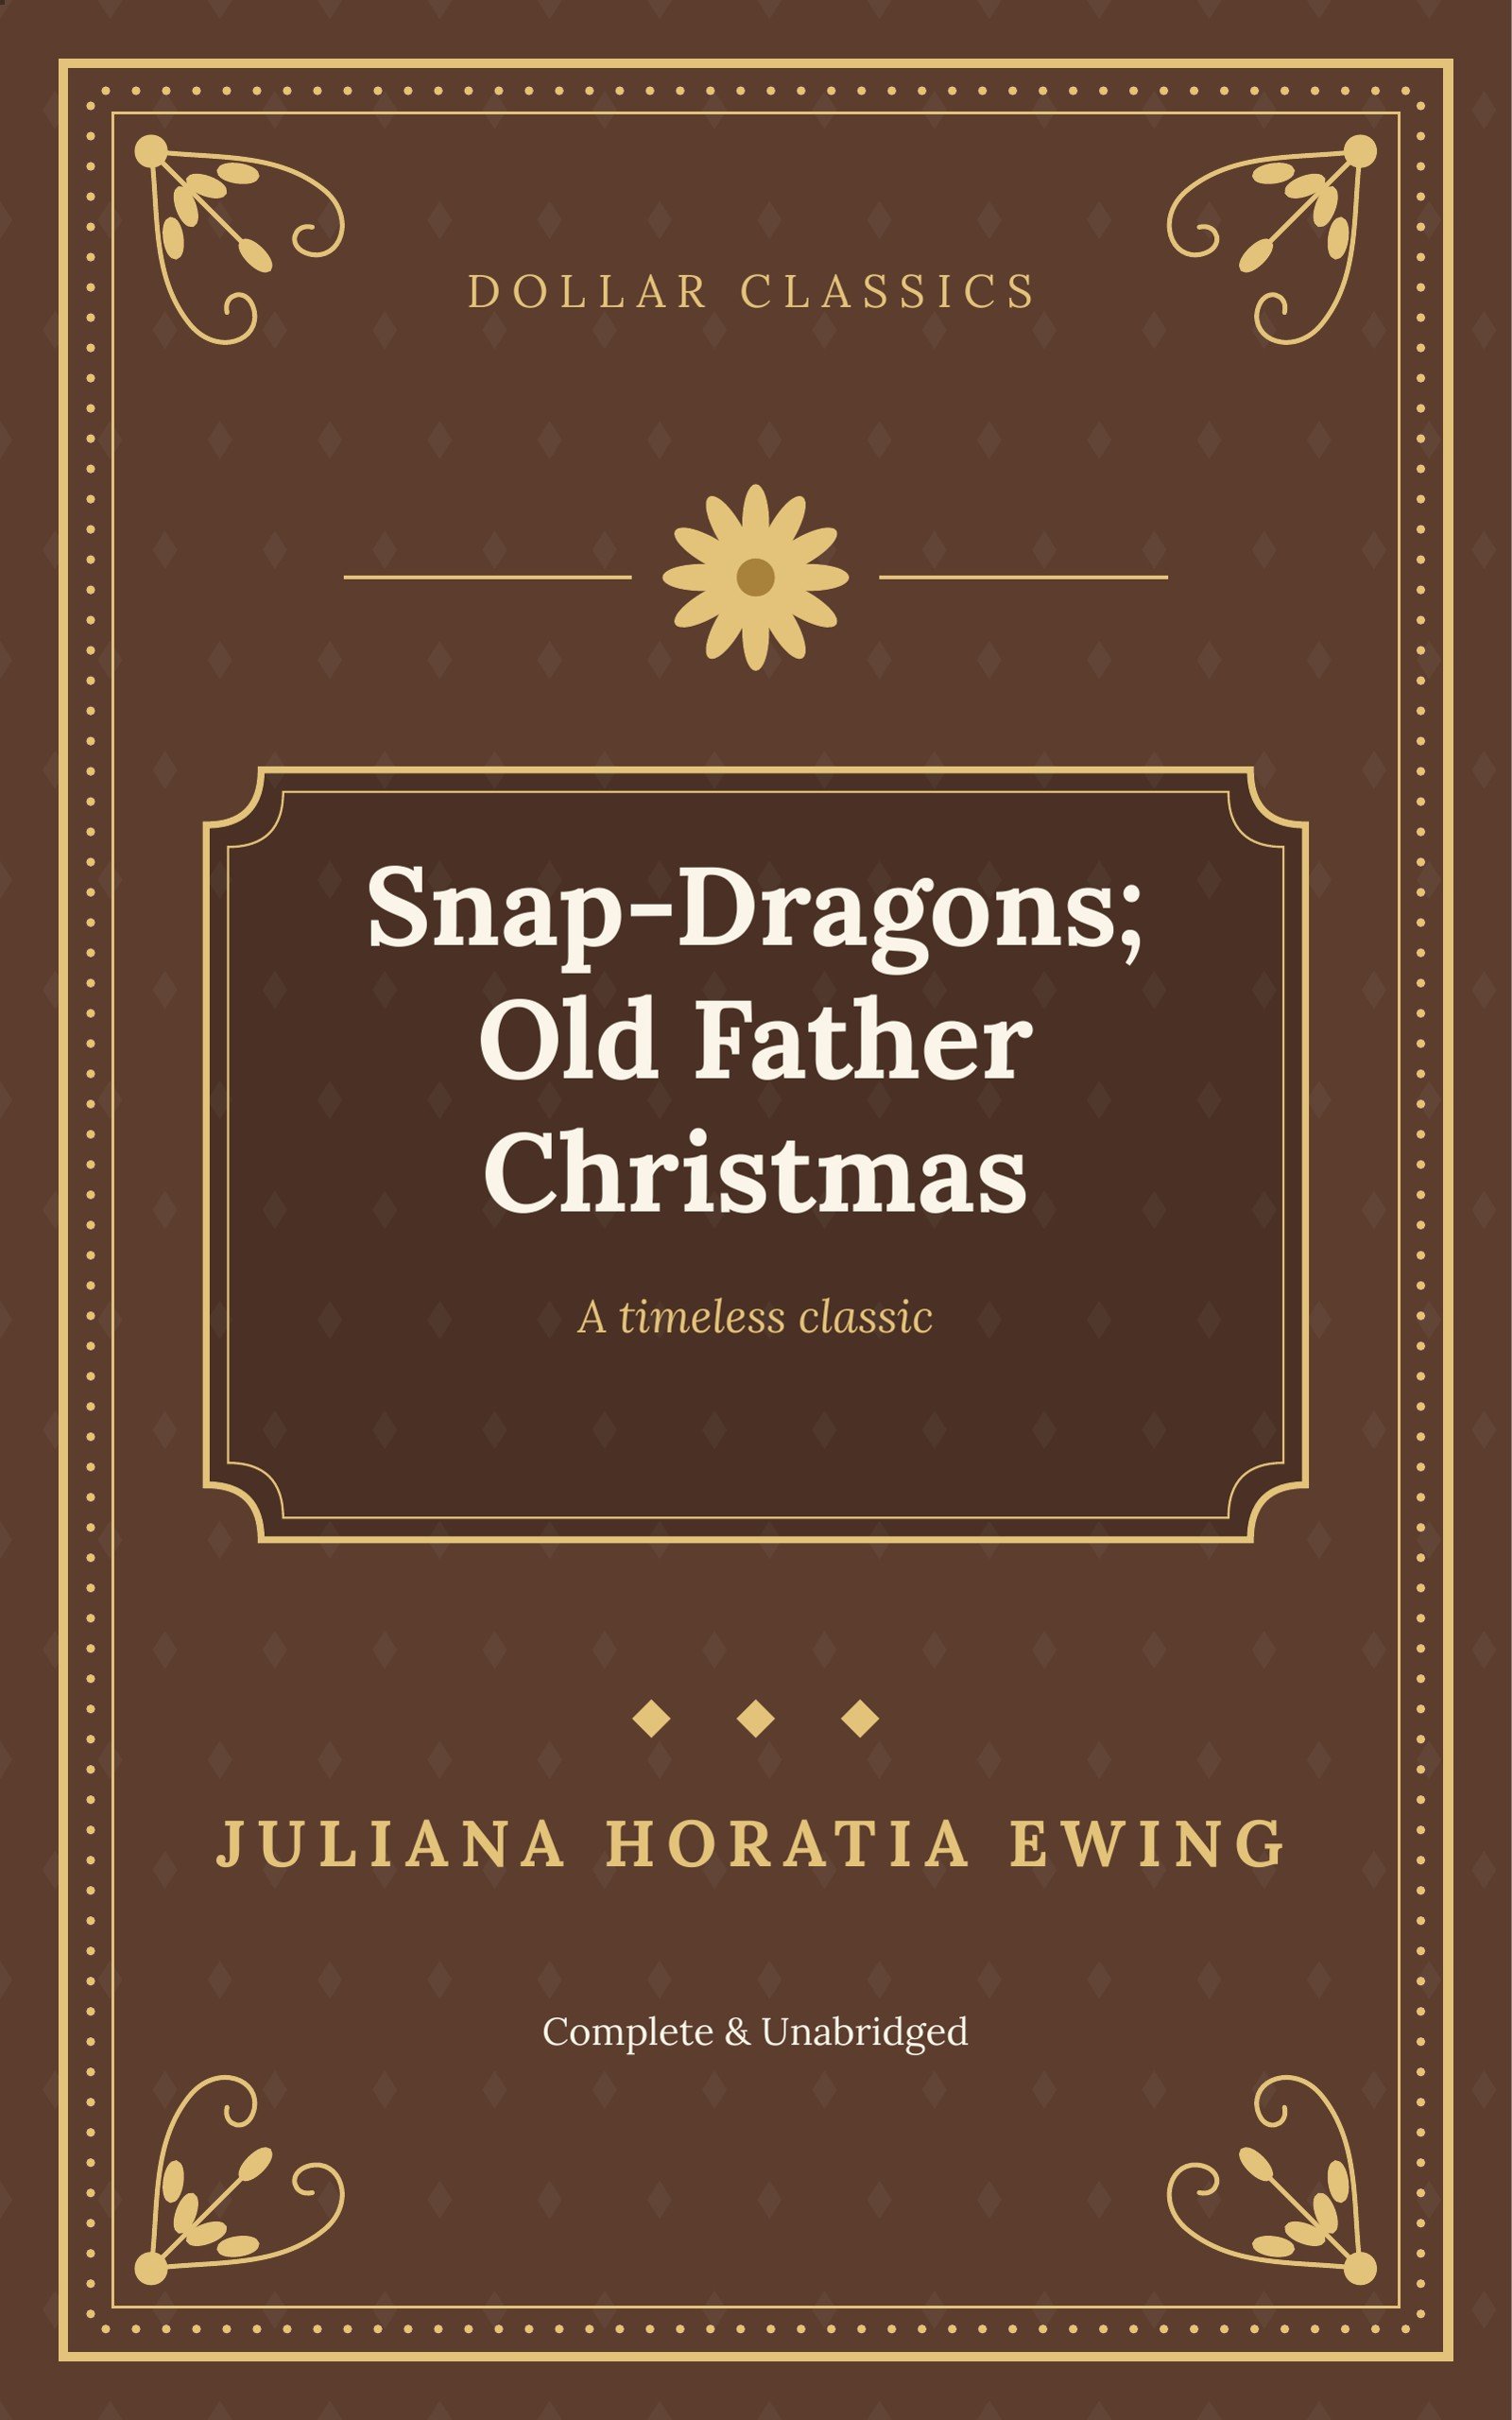 DOLLAR CLASSICS
Snap-Dragons;
Old Father
Christmas
A timeless classic
JULIANA HORATIA EWING
Complete & Unabridged